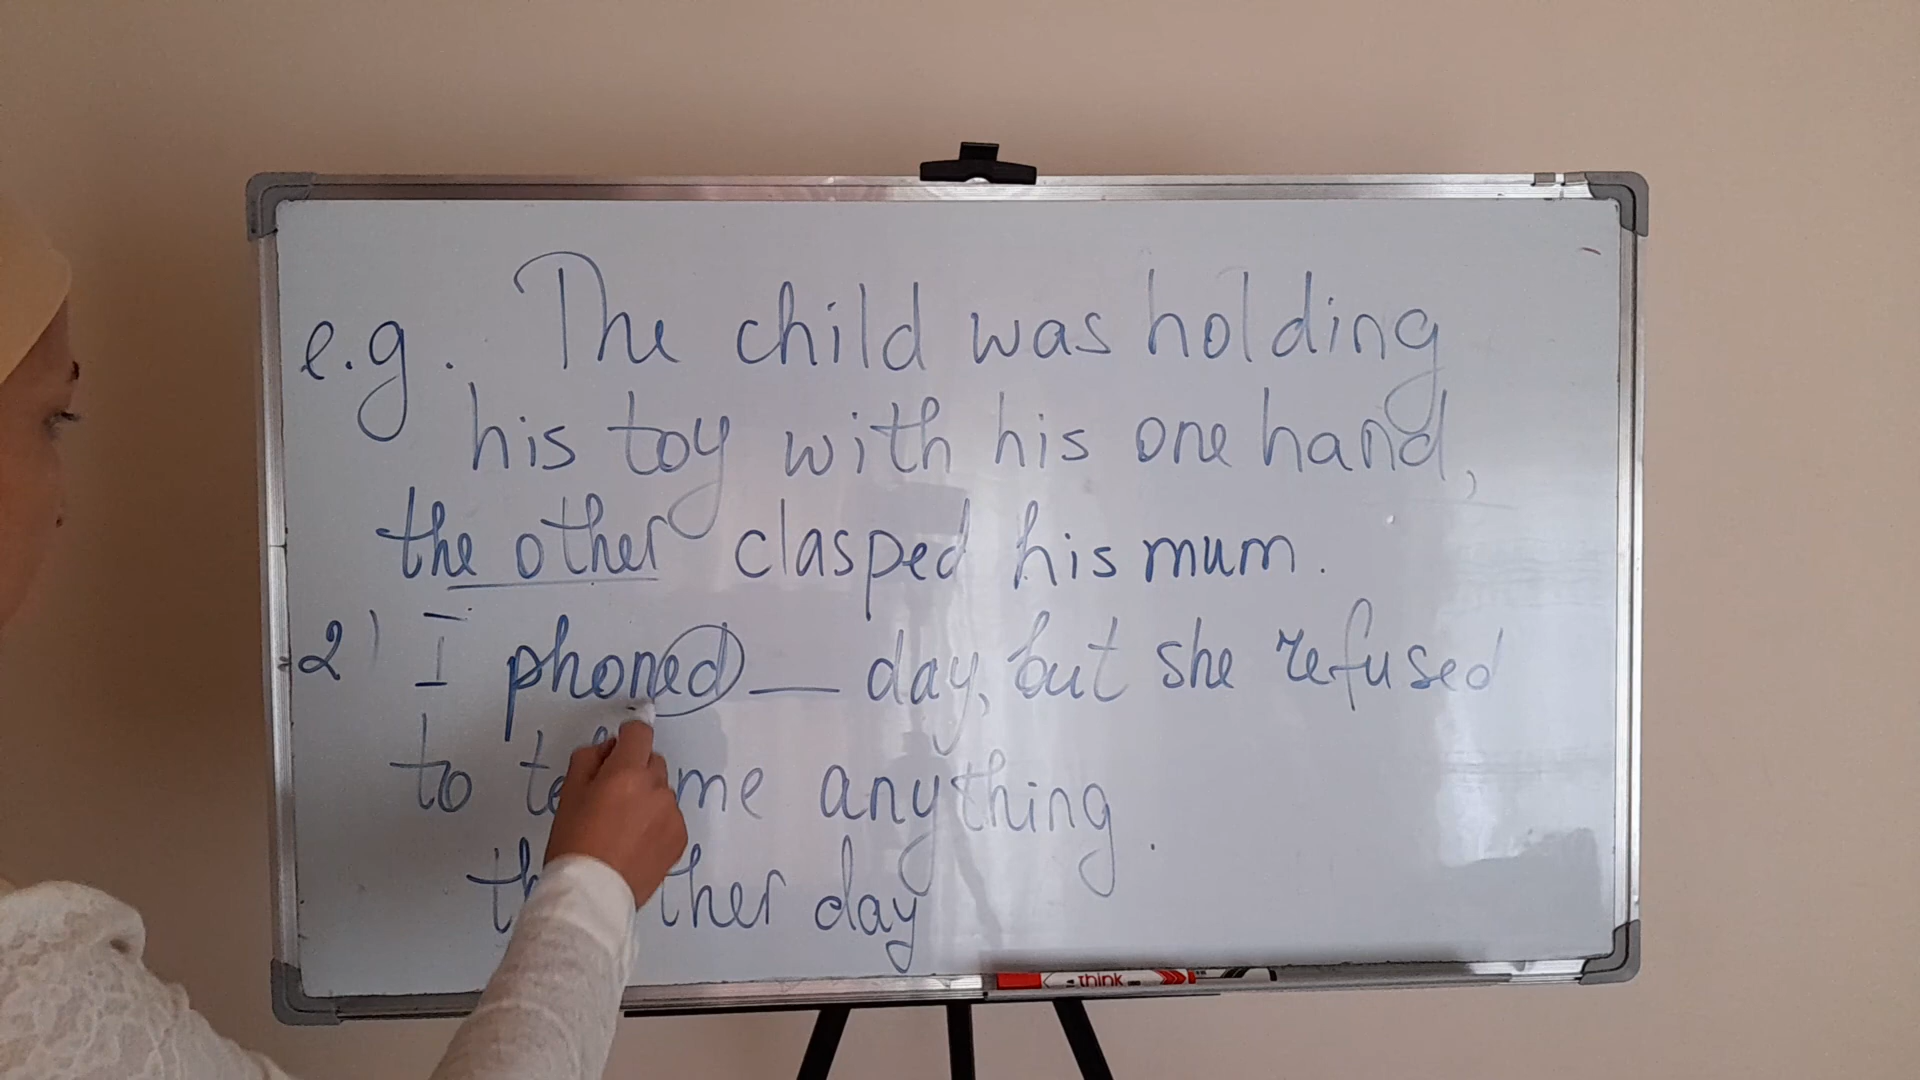 e.g. The child was holding
his toy with his one hand,
the other clasped his mum.
2) I phoned __ day, but she refused
to me anything.
day
think